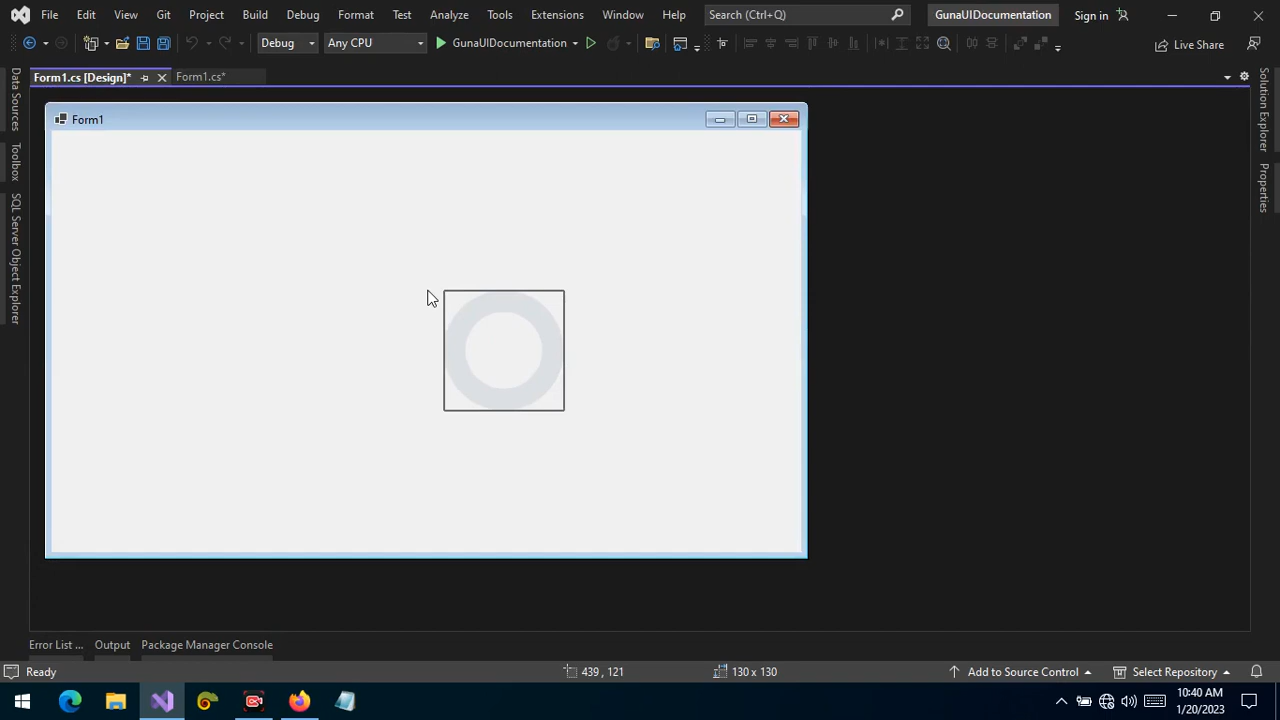 File Edit View Git Project Build Debug Format Test Analyze Tools Extensions Window Help Search (Ctrl+Q) GunaUIDocumentation Sign in
Debug Any CPU GunaUIDocumentation Live Share
Form1.cs [Design]* Form1.cs*
Data Sources
Toolbox
SQL Server Object Explorer
Form1
Solution Explorer
Properties
Error List ... Output Package Manager Console
Ready 439 , 121 130 x 130 Add to Source Control Select Repository
10:40 AM
1/20/2023